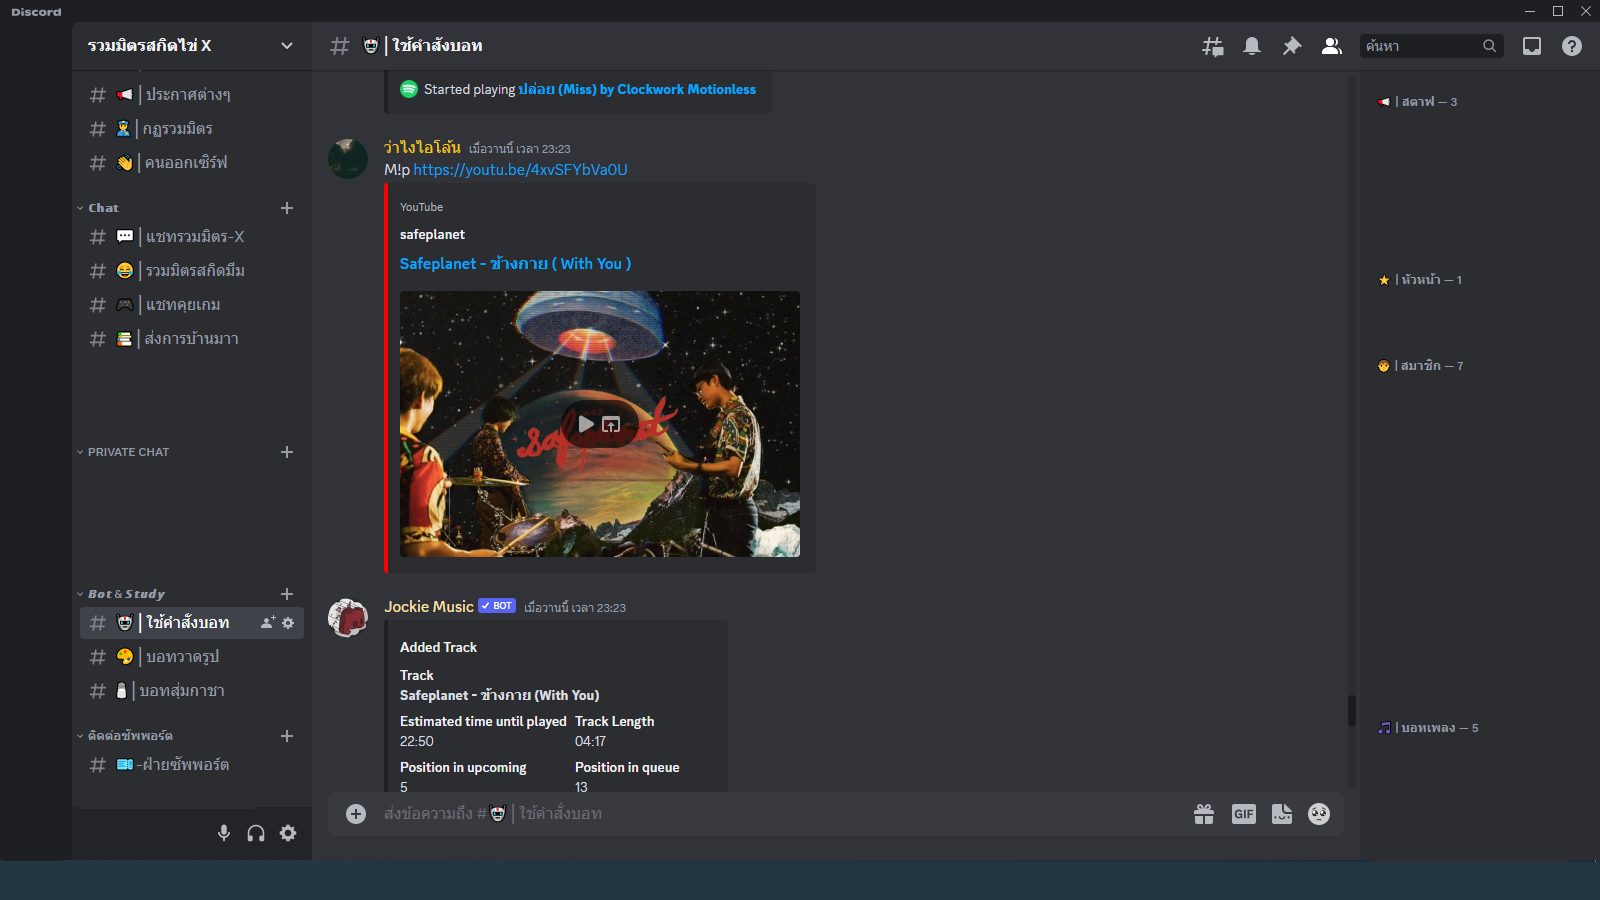 Discord
รวมมิตรสกิดไข่ X
| ประกาศต่างๆ
| กฏรวมมิตร
| คนออกเซิร์ฟ
Chat
| แชทรวมมิตร-X
| รวมมิตรสกิดมีม
| แชทคุยเกม
| ส่งการบ้านมาา
PRIVATE CHAT
Bot & Study
| ใช้คำสั่งบอท
| บอทวาดรูป
| บอทสุ่มกาชา
ติดต่อซัพพอร์ต
-ฝ่ายซัพพอร์ต
| ใช้คำสั่งบอท
ค้นหา
Started playing ปล่อย (Miss) by Clockwork Motionless
ว่าไงไอโล้น เมื่อวานนี้ เวลา 23:23
M!p https://youtu.be/4xvSFYbVa0U
YouTube
safeplanet
Safeplanet - ข้างกาย ( With You )
Jockie Music BOT เมื่อวานนี้ เวลา 23:23
Added Track
Track
Safeplanet - ข้างกาย (With You)
Estimated time until played Track Length
22:50 04:17
Position in upcoming Position in queue
5 13
ส่งข้อความถึง # | ใช้คำสั่งบอท
GIF
| สตาฟ — 3
| หัวหน้า — 1
| สมาชิก — 7
| บอทเพลง — 5